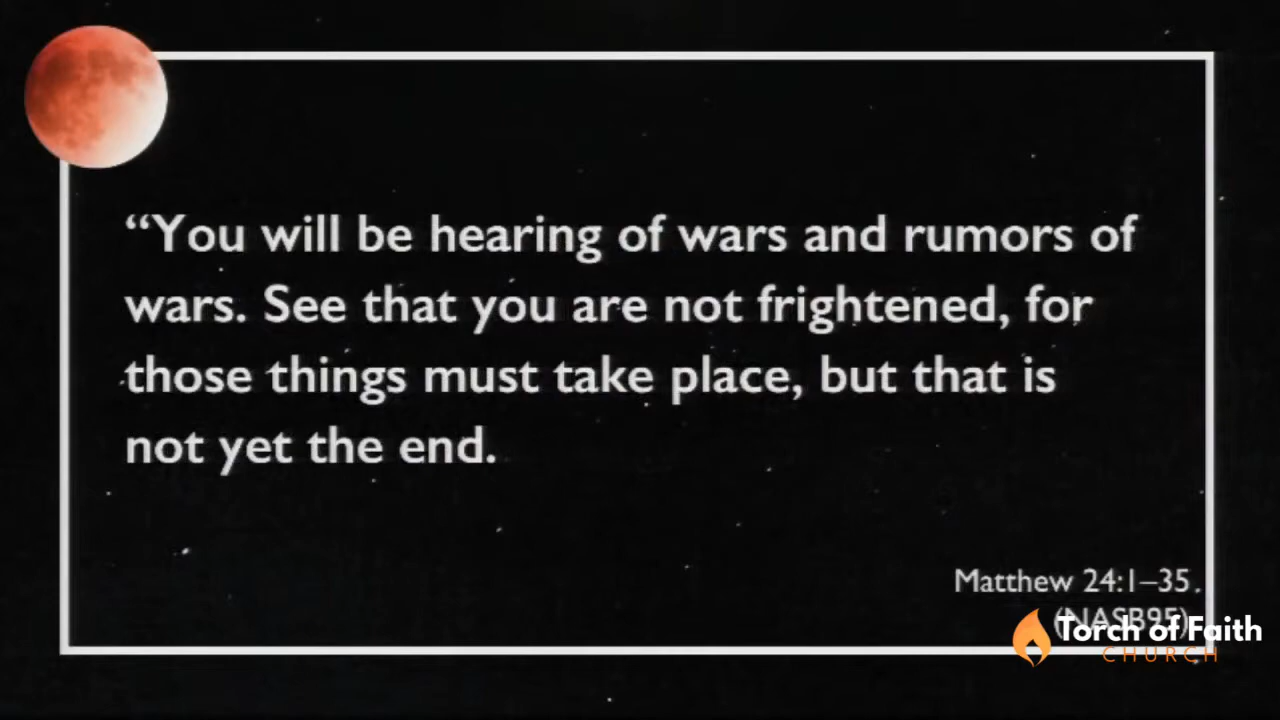 “You will be hearing of wars and rumors of
wars. See that you are not frightened, for
those things must take place, but that is
not yet the end.
Matthew 24:1–35
(NASB95)
Torch of Faith
CHURCH